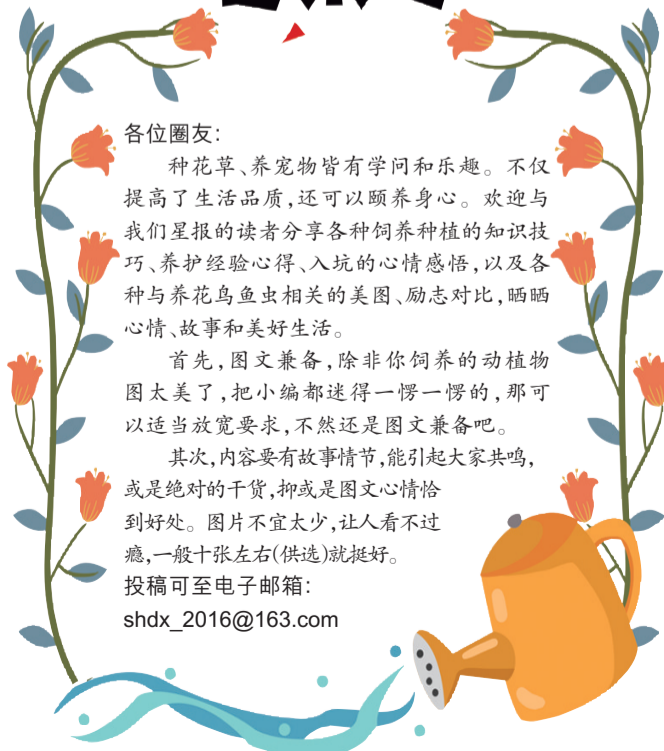 各位圈友：
种花草、养宠物皆有学问和乐趣。不仅
提高了生活品质，还可以颐养身心。欢迎与
我们星报的读者分享各种饲养种植的知识技
巧、养护经验心得、入坑的心情感悟，以及各
种与养花鸟鱼虫相关的美图、励志对比，晒晒
心情、故事和美好生活。
首先，图文兼备，除非你饲养的动植物
图太美了，把小编都迷得一愣一愣的，那可
以适当放宽要求，不然还是图文兼备吧。
其次，内容要有故事情节，能引起大家共鸣，
或是绝对的干货，抑或是图文心情恰
到好处。图片不宜太少，让人看不过
瘾，一般十张左右(供选)就挺好。
投稿可至电子邮箱：
shdx_2016@163.com